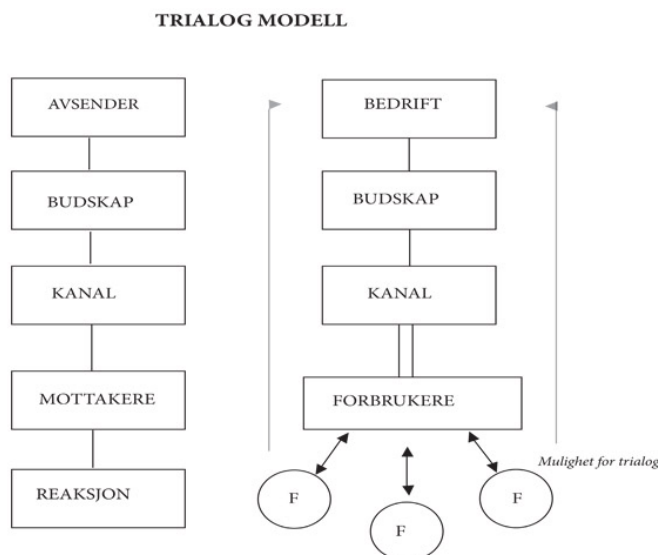 TRIALOG MODELL
AVSENDER
BUDSKAP
KANAL
MOTTAKERE
REAKSJON
BEDRIFT
BUDSKAP
KANAL
FORBRUKERE
F
F
F
Mulighet for trialog